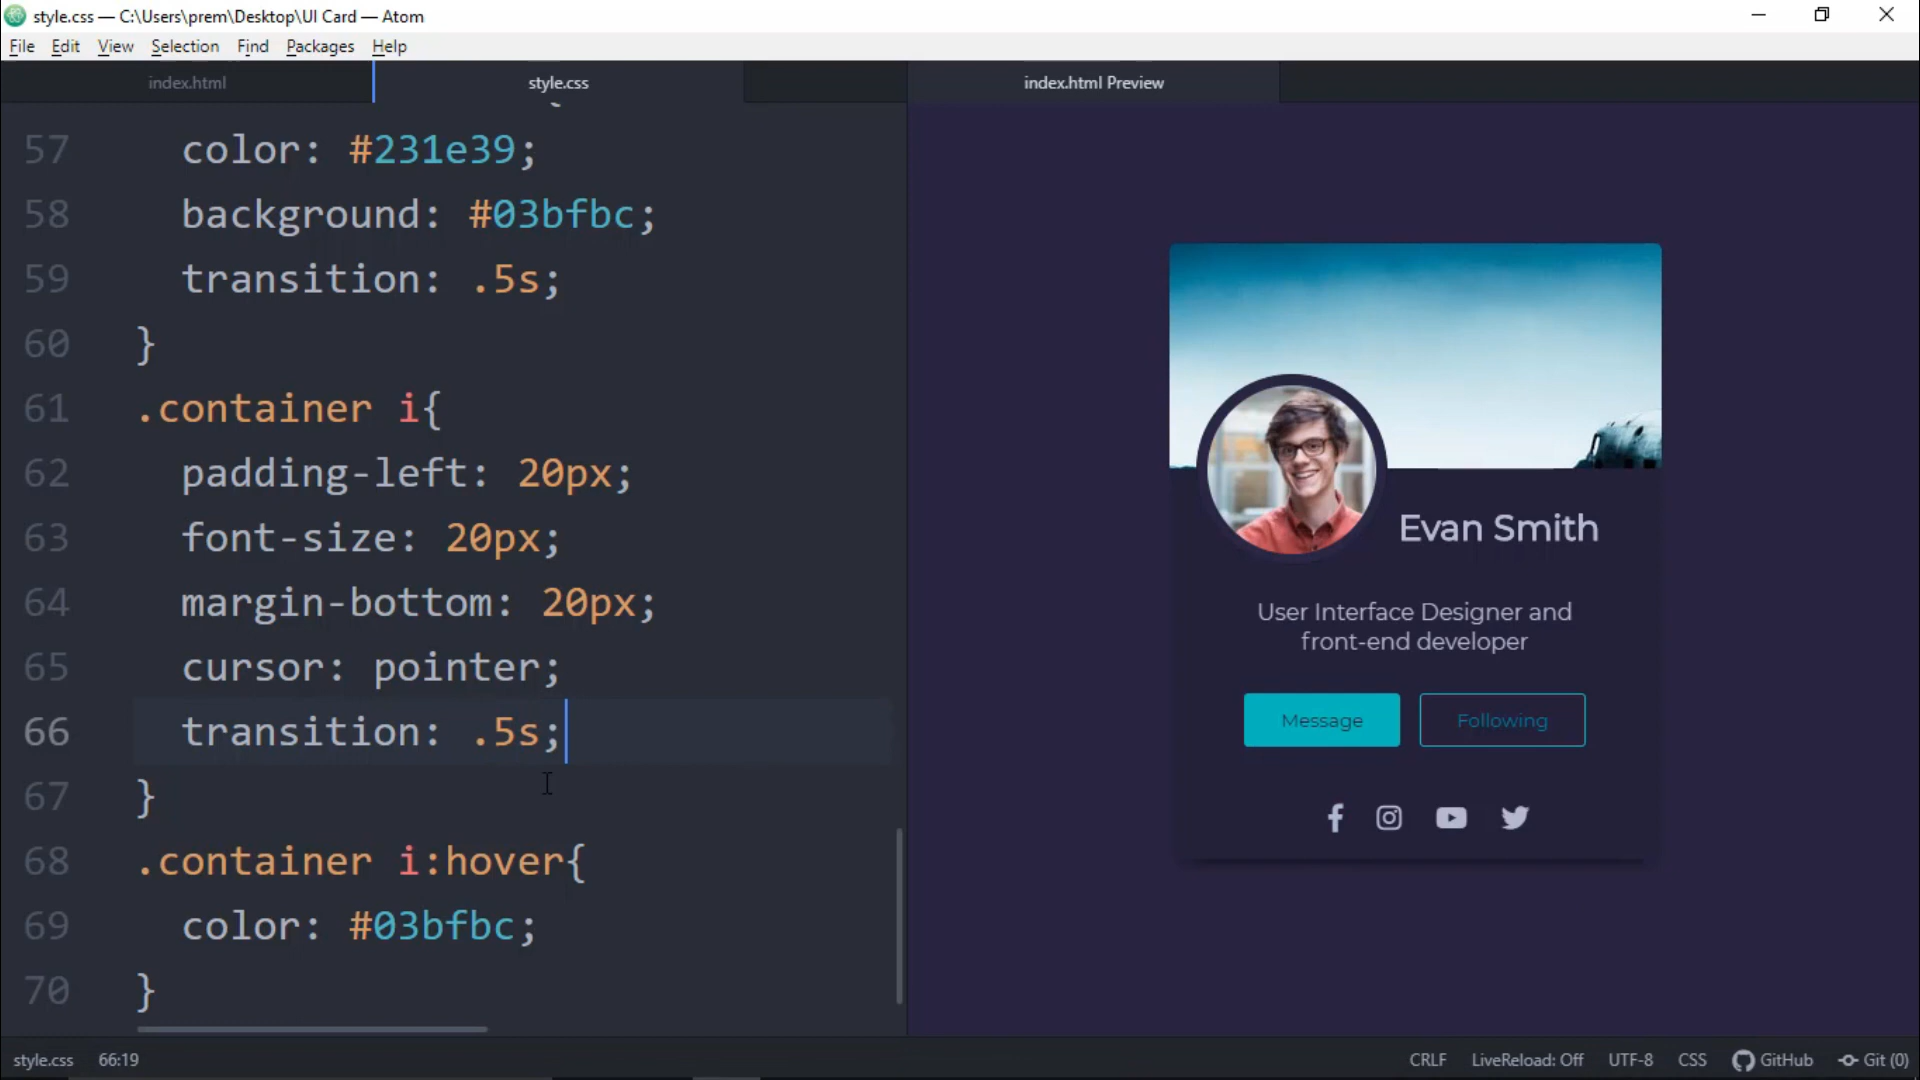 style.css — C:\Users\prem\Desktop\UI Card — Atom
File Edit View Selection Find Packages Help
index.html style.css index.html Preview
57 color: #231e39;
58 background: #03bfbc;
59 transition: .5s;
60 }
61 .container i{
62 padding-left: 20px;
63 font-size: 20px;
64 margin-bottom: 20px;
65 cursor: pointer;
66 transition: .5s;
67 }
68 .container i:hover{
69 color: #03bfbc;
70 }
Evan Smith
User Interface Designer and
front-end developer
Message Following
style.css 66:19 CRLF LiveReload: Off UTF-8 CSS GitHub Git (0)